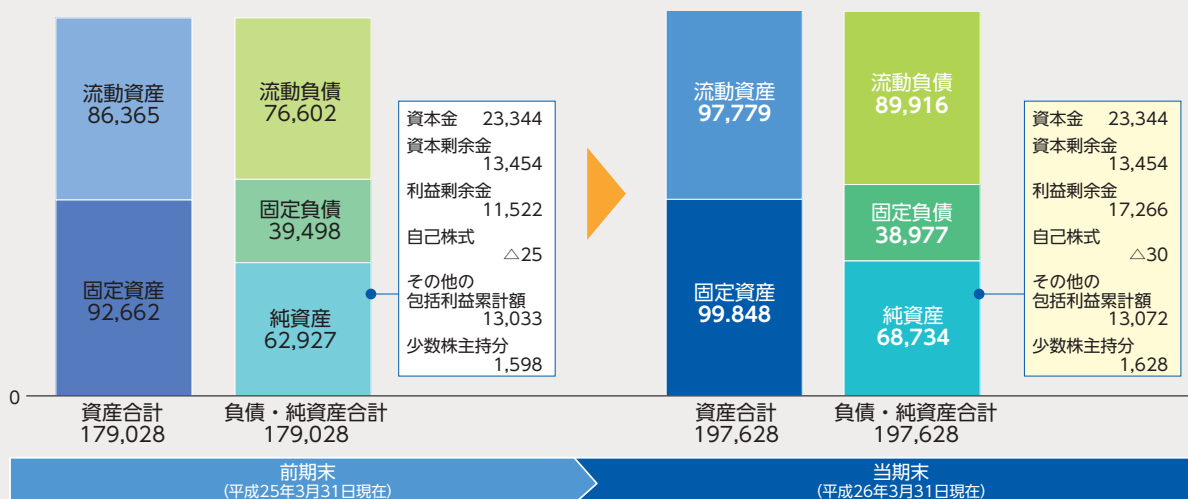 流動資産
86,365
固定資産
92,662
流動負債
76,602
固定負債
39,498
純資産
62,927
資本金 23,344
資本剰余金
13,454
利益剰余金
11,522
自己株式
△25
その他の
包括利益累計額
13,033
少数株主持分
1,598
流動資産
97,779
固定資産
99.848
流動負債
89,916
固定負債
38,977
純資産
68,734
資本金 23,344
資本剰余金
13,454
利益剰余金
17,266
自己株式
△30
その他の
包括利益累計額
13,072
少数株主持分
1,628
0
資産合計
179,028
負債・純資産合計
179,028
資産合計
197,628
負債・純資産合計
197,628
前期末
(平成25年3月31日現在)
当期末
(平成26年3月31日現在)